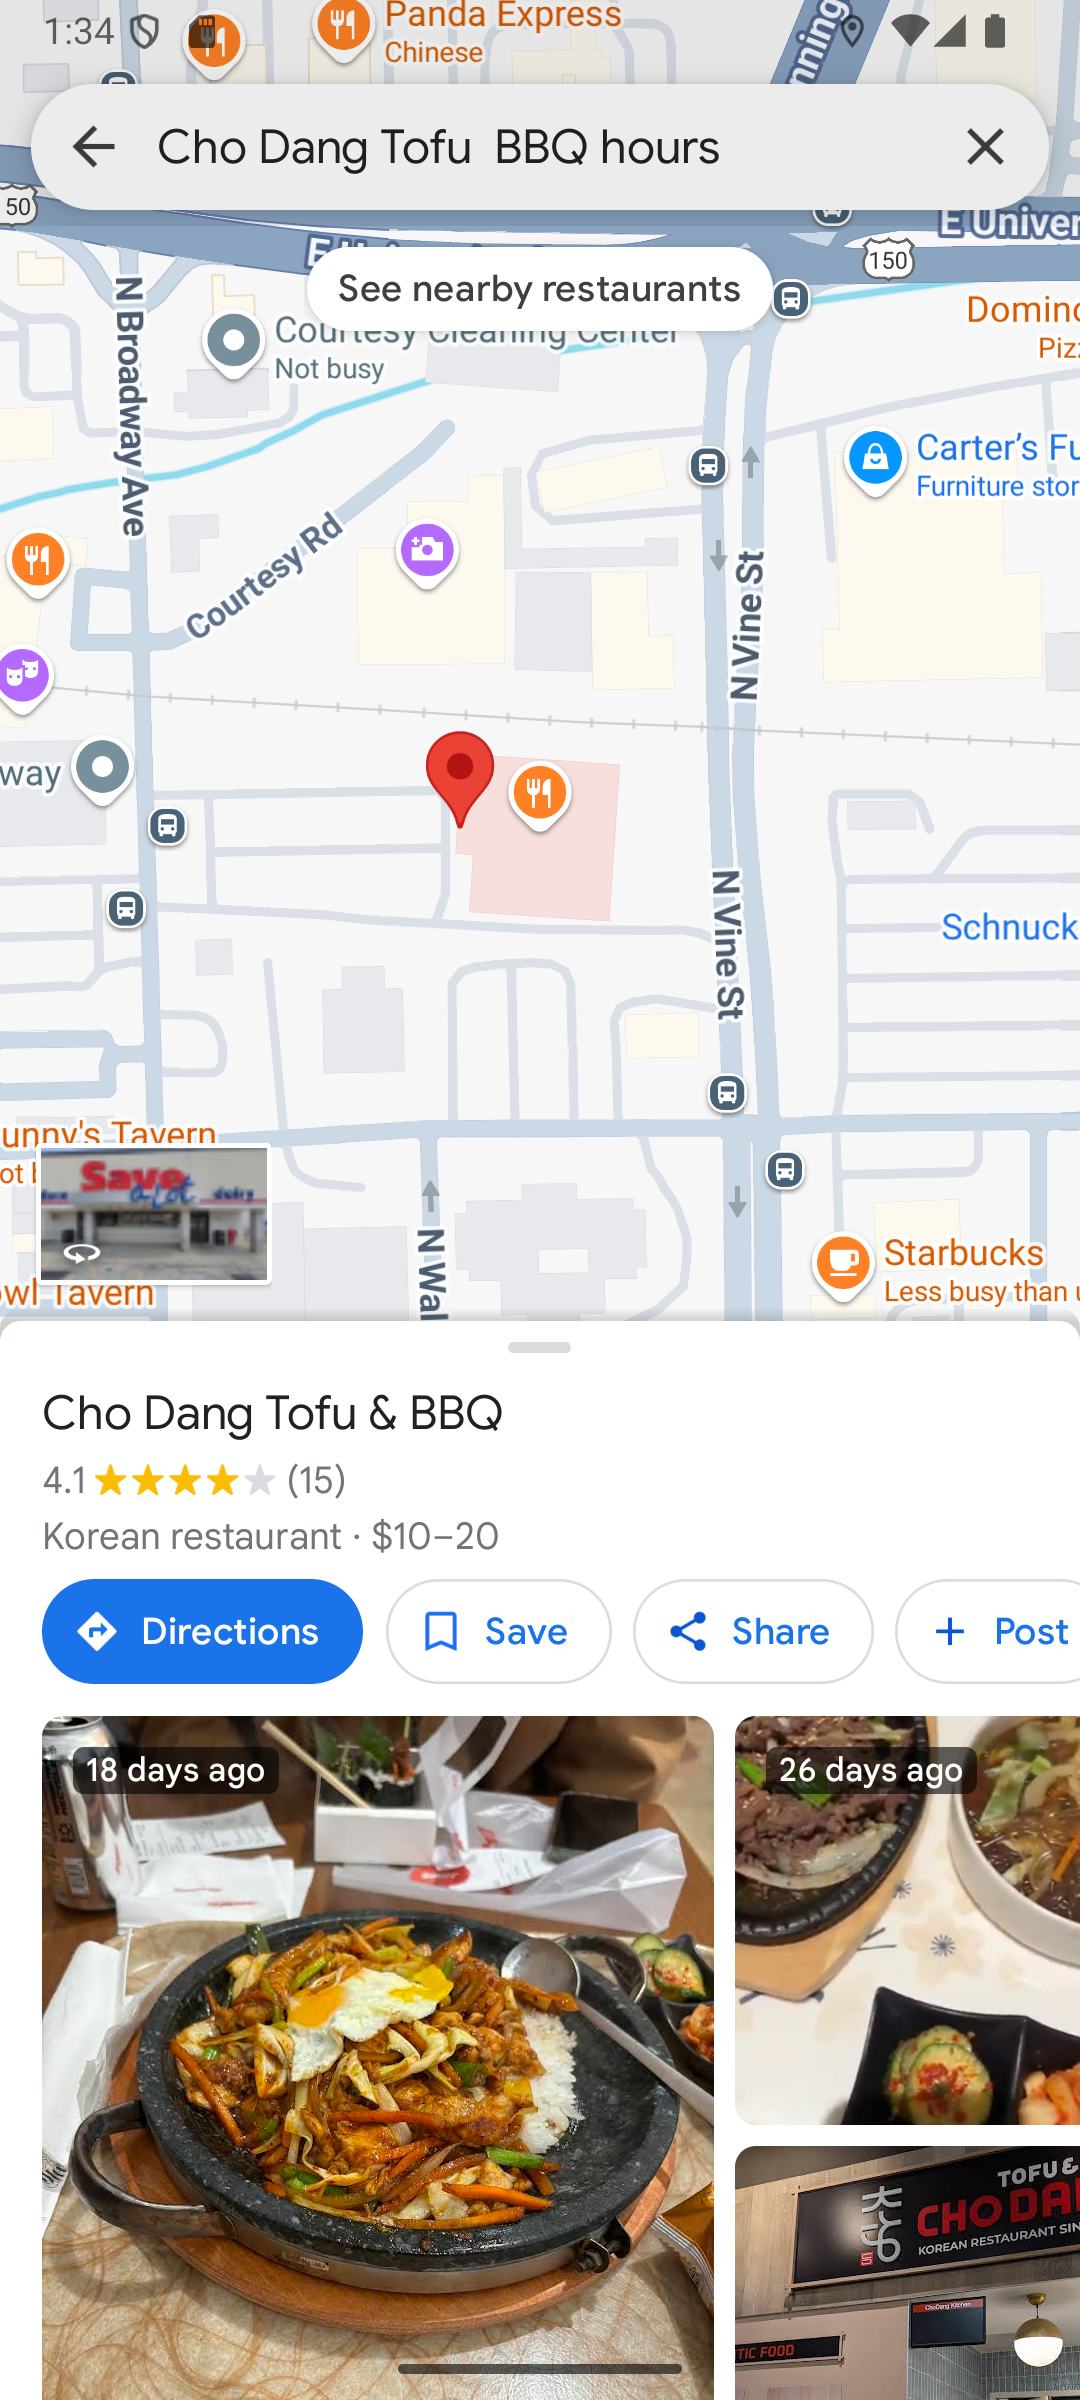 1:34
Panda Express
Chinese
nning
Cho Dang Tofu  BBQ hours
50
E Univer
150
See nearby restaurants
N Broadway Ave
Courtesy Cleaning Center
Not busy
Domino
Pizz
Carter's Fu
Furniture stor
Courtesy Rd
N Vine St
way
N Vine St
Schnuck
unny's Tavern
ot b
Save
a lot
dairy
owl Tavern
N Wal
Starbucks
Less busy than u
Cho Dang Tofu & BBQ
4.1 (15)
Korean restaurant · $10–20
Directions
Save
Share
Post
18 days ago
26 days ago
TOFU &
CHO DA
KOREAN RESTAURANT SIN
ChoDang Kitchen
TIC FOOD